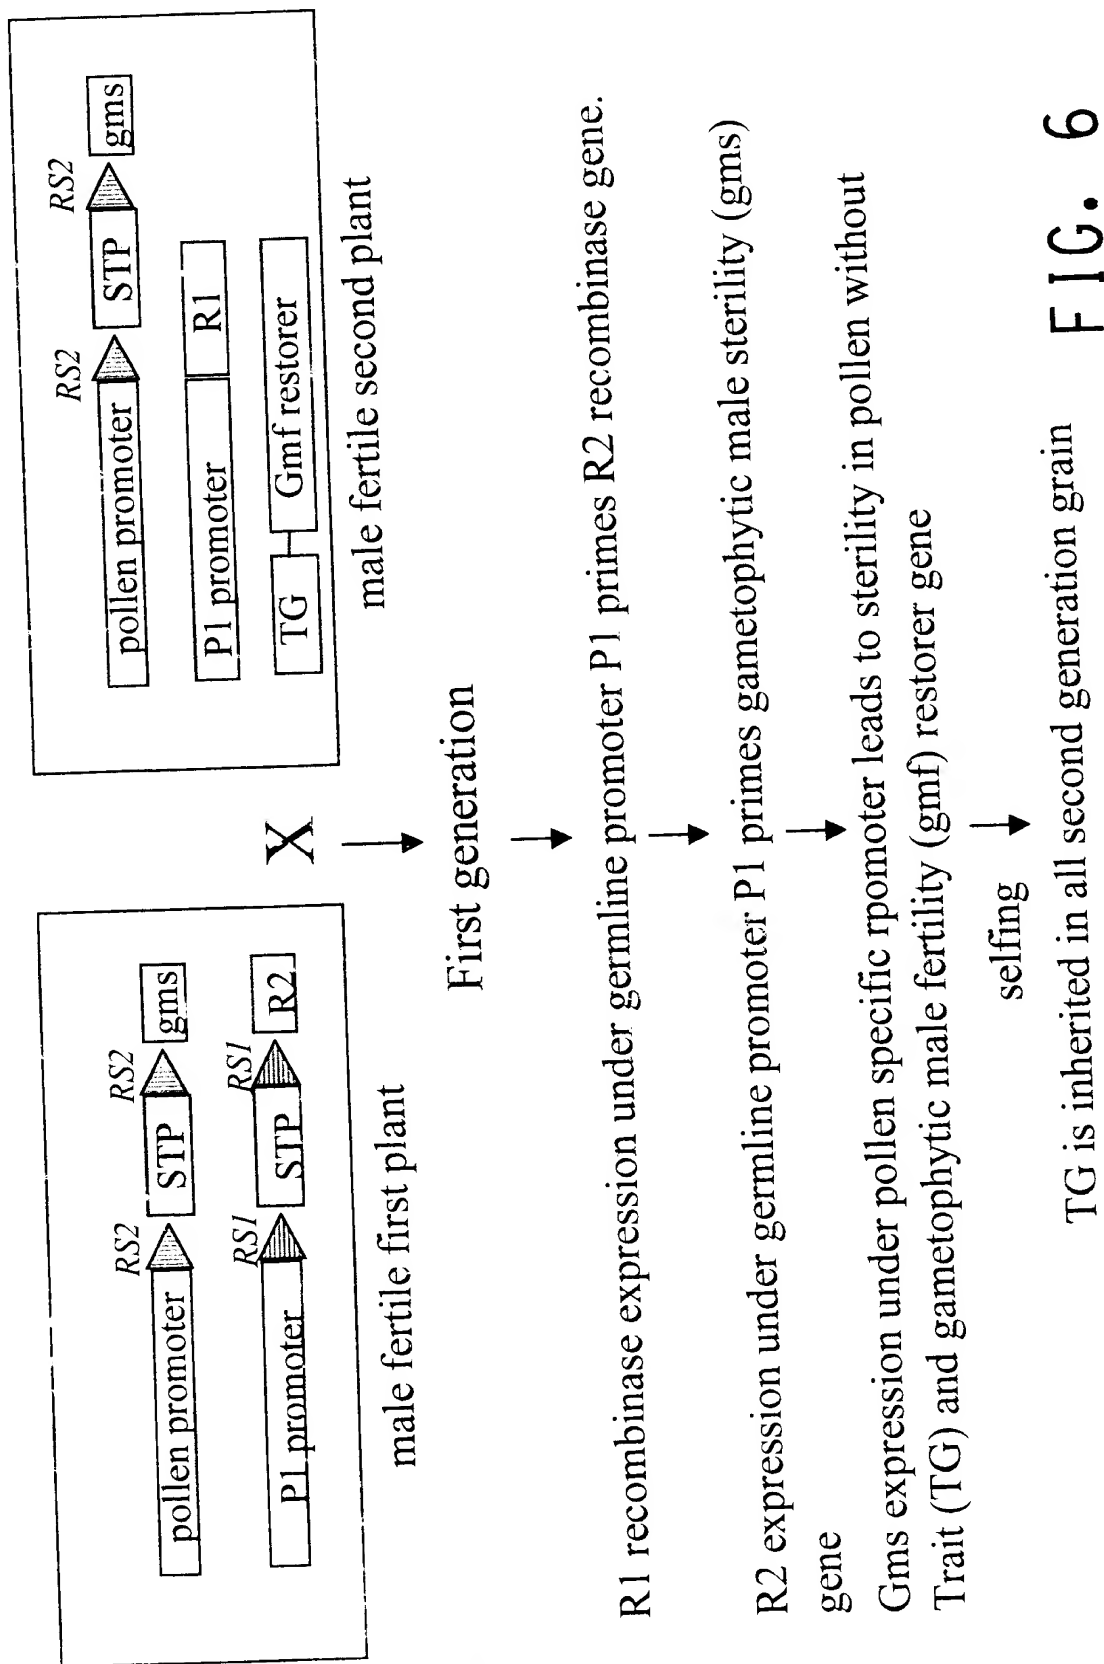 RS2
RS2
pollen promoter
STP
gms
RS1
RS1
P1 promoter
STP
R2
male fertile first plant
X
RS2
RS2
pollen promoter
STP
gms
P1 promoter
R1
TG
Gmf restorer
male fertile second plant
First generation
R1 recombinase expression under germline promoter P1 primes R2 recombinase gene.
R2 expression under germline promoter P1 primes gametophytic male sterility (gms)
gene
Gms expression under pollen specific rpomoter leads to sterility in pollen without
Trait (TG) and gametophytic male fertility (gmf) restorer gene
selfing
TG is inherited in all second generation grain
FIG. 6